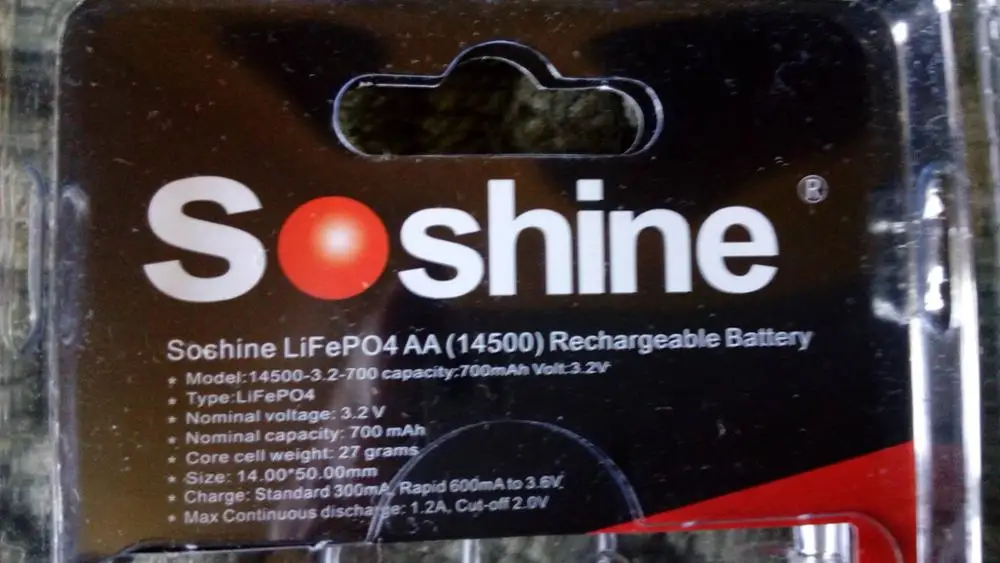 Soshine ®
Soshine LiFePO4 AA (14500) Rechargeable Battery
* Model:14500-3.2-700 capacity:700mAh Volt:3.2V
* Type:LiFePO4
* Nominal voltage: 3.2 V
* Nominal capacity: 700 mAh
* Core cell weight: 27 grams
* Size: 14.00*50.00mm
* Charge: Standard 300mA, Rapid 600mA to 3.6V,
* Max Continuous discharge: 1.2A, Cut-off 2.0V